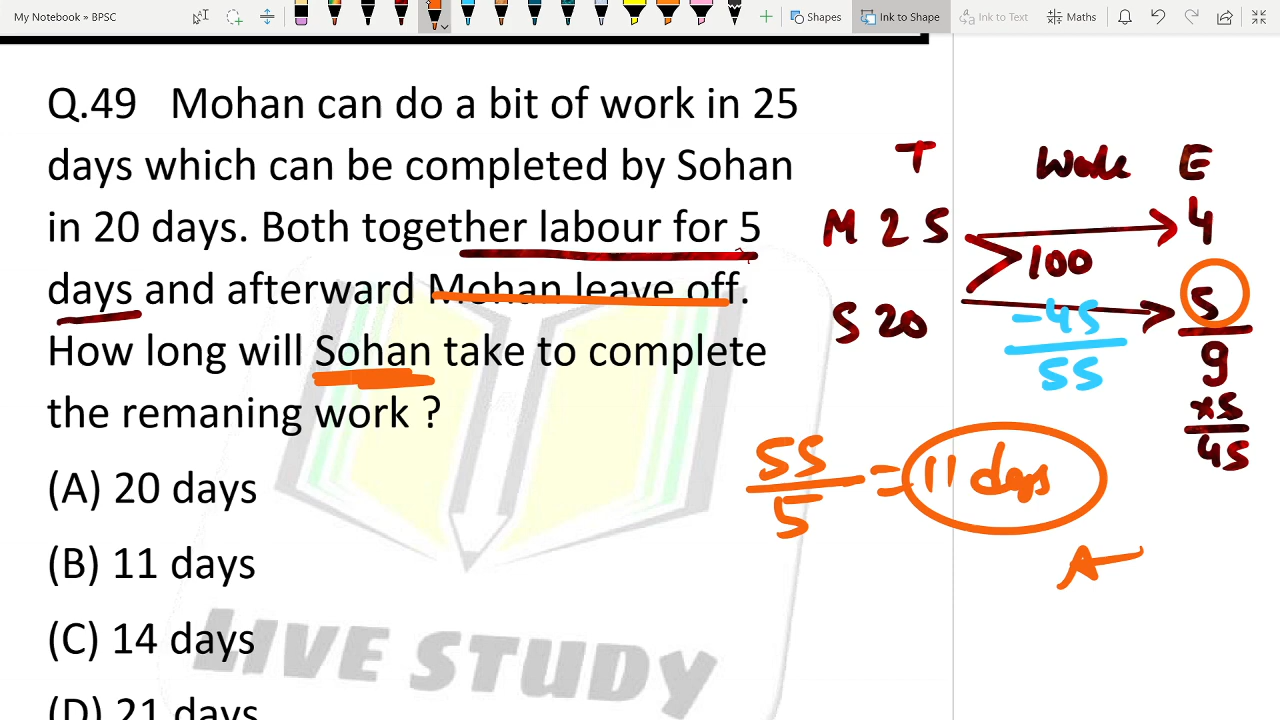 My Notebook » BPSC
Shapes
Ink to Shape
Ink to Text
Maths
Q.49 Mohan can do a bit of work in 25
days which can be completed by Sohan
in 20 days. Both together labour for 5
days and afterward Mohan leave off.
How long will Sohan take to complete
the remaning work ?
(A) 20 days
(B) 11 days
(C) 14 days
(D) 21 days
T Work E
M 25 4
100
S 20 5
-45 9
55 x5
45
55
5
= 11 days
A
LIVE STUDY